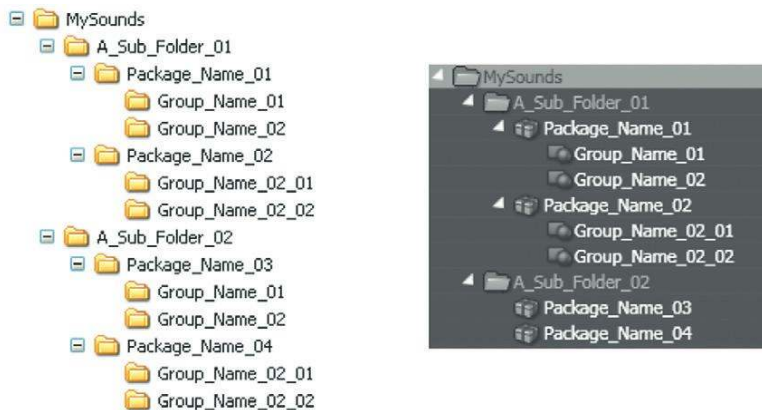 MySounds
A_Sub_Folder_01
Package_Name_01
Group_Name_01
Group_Name_02
Package_Name_02
Group_Name_02_01
Group_Name_02_02
A_Sub_Folder_02
Package_Name_03
Group_Name_01
Group_Name_02
Package_Name_04
Group_Name_02_01
Group_Name_02_02
MySounds
A_Sub_Folder_01
Package_Name_01
Group_Name_01
Group_Name_02
Package_Name_02
Group_Name_02_01
Group_Name_02_02
A_Sub_Folder_02
Package_Name_03
Package_Name_04